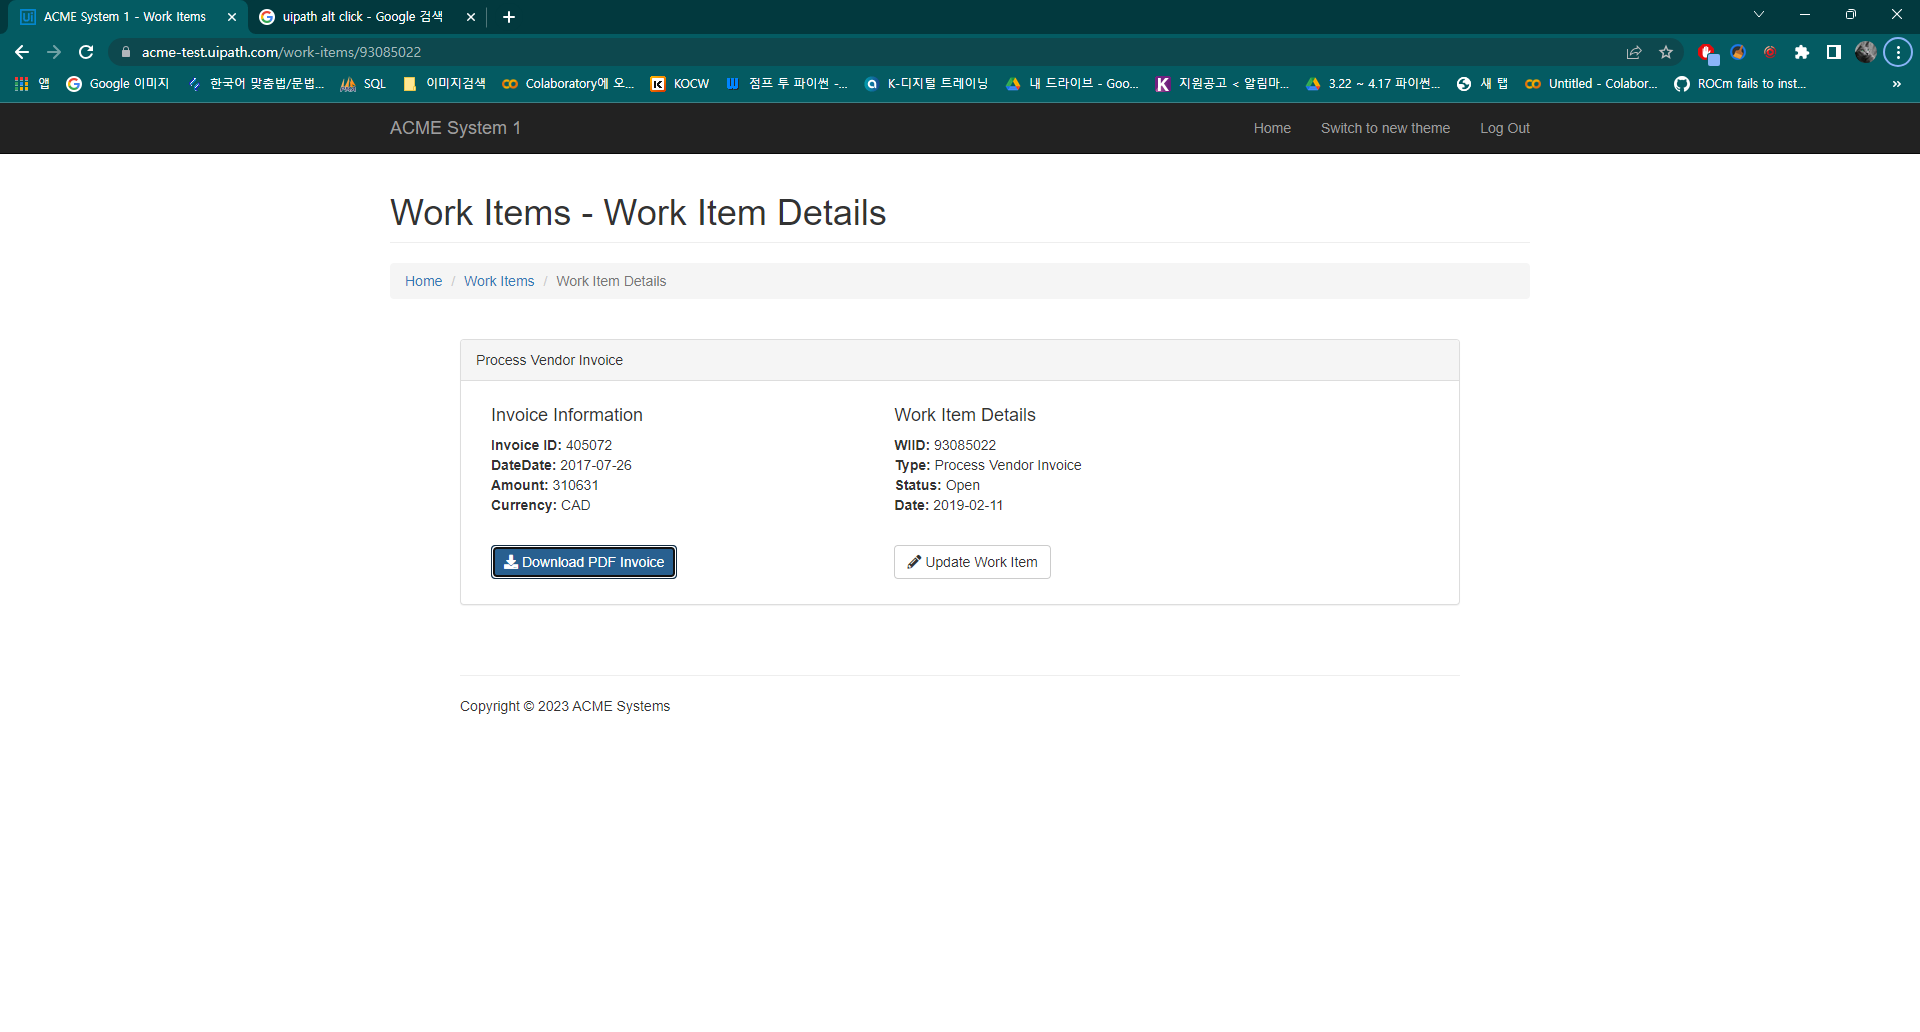 ACME System 1 - Work Items
uipath alt click - Google 검색
acme-test.uipath.com/work-items/93085022
앱
Google 이미지
한국어 맞춤법/문법...
SQL
이미지검색
Colaboratory에 오...
KOCW
점프 투 파이썬 -...
K-디지털 트레이닝
내 드라이브 - Goo...
지원공고 < 알림마...
3.22 ~ 4.17 파이썬...
새 탭
Untitled - Colabor...
ROCm fails to inst...
»
ACME System 1
Home
Switch to new theme
Log Out
Work Items - Work Item Details
Home / Work Items / Work Item Details
Process Vendor Invoice
Invoice Information
Invoice ID: 405072
DateDate: 2017-07-26
Amount: 310631
Currency: CAD
Download PDF Invoice
Work Item Details
WIID: 93085022
Type: Process Vendor Invoice
Status: Open
Date: 2019-02-11
Update Work Item
Copyright © 2023 ACME Systems